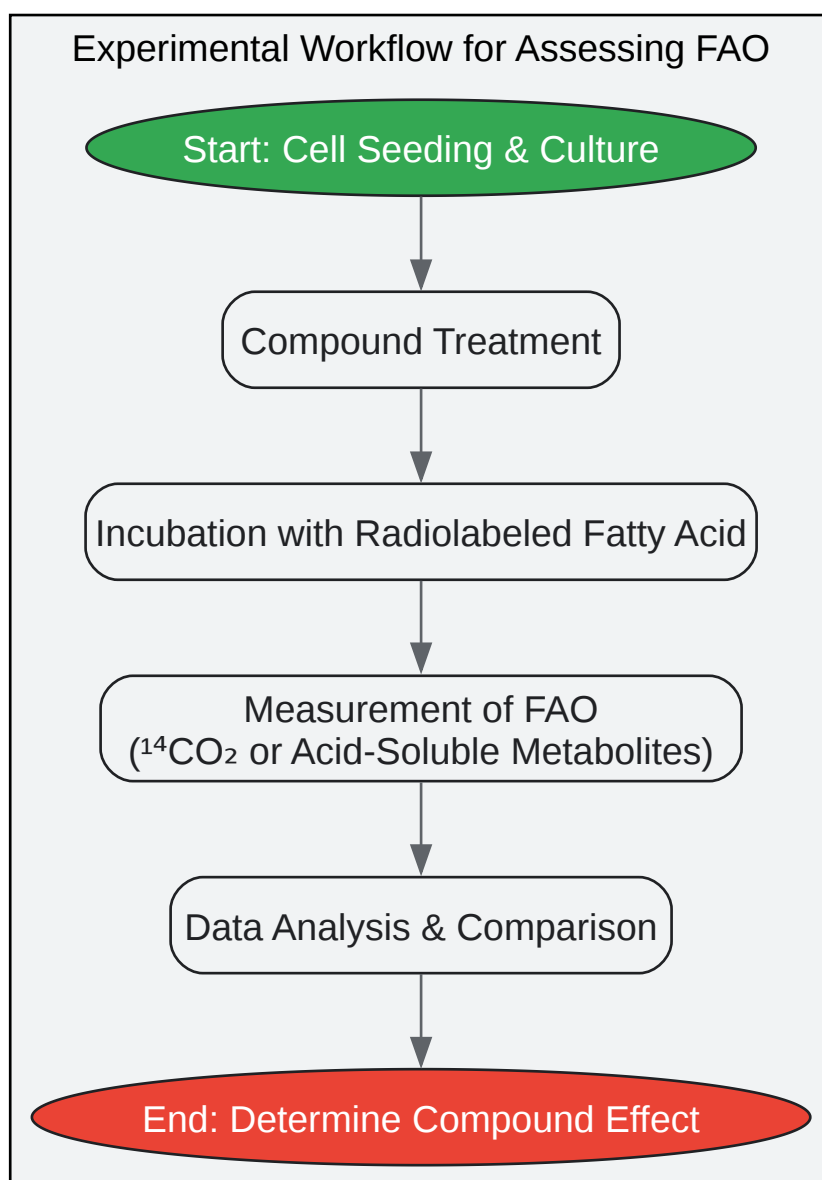 Experimental Workflow for Assessing FAO
Start: Cell Seeding & Culture
Compound Treatment
Incubation with Radiolabeled Fatty Acid
Measurement of FAO
(¹⁴CO₂ or Acid-Soluble Metabolites)
Data Analysis & Comparison
End: Determine Compound Effect